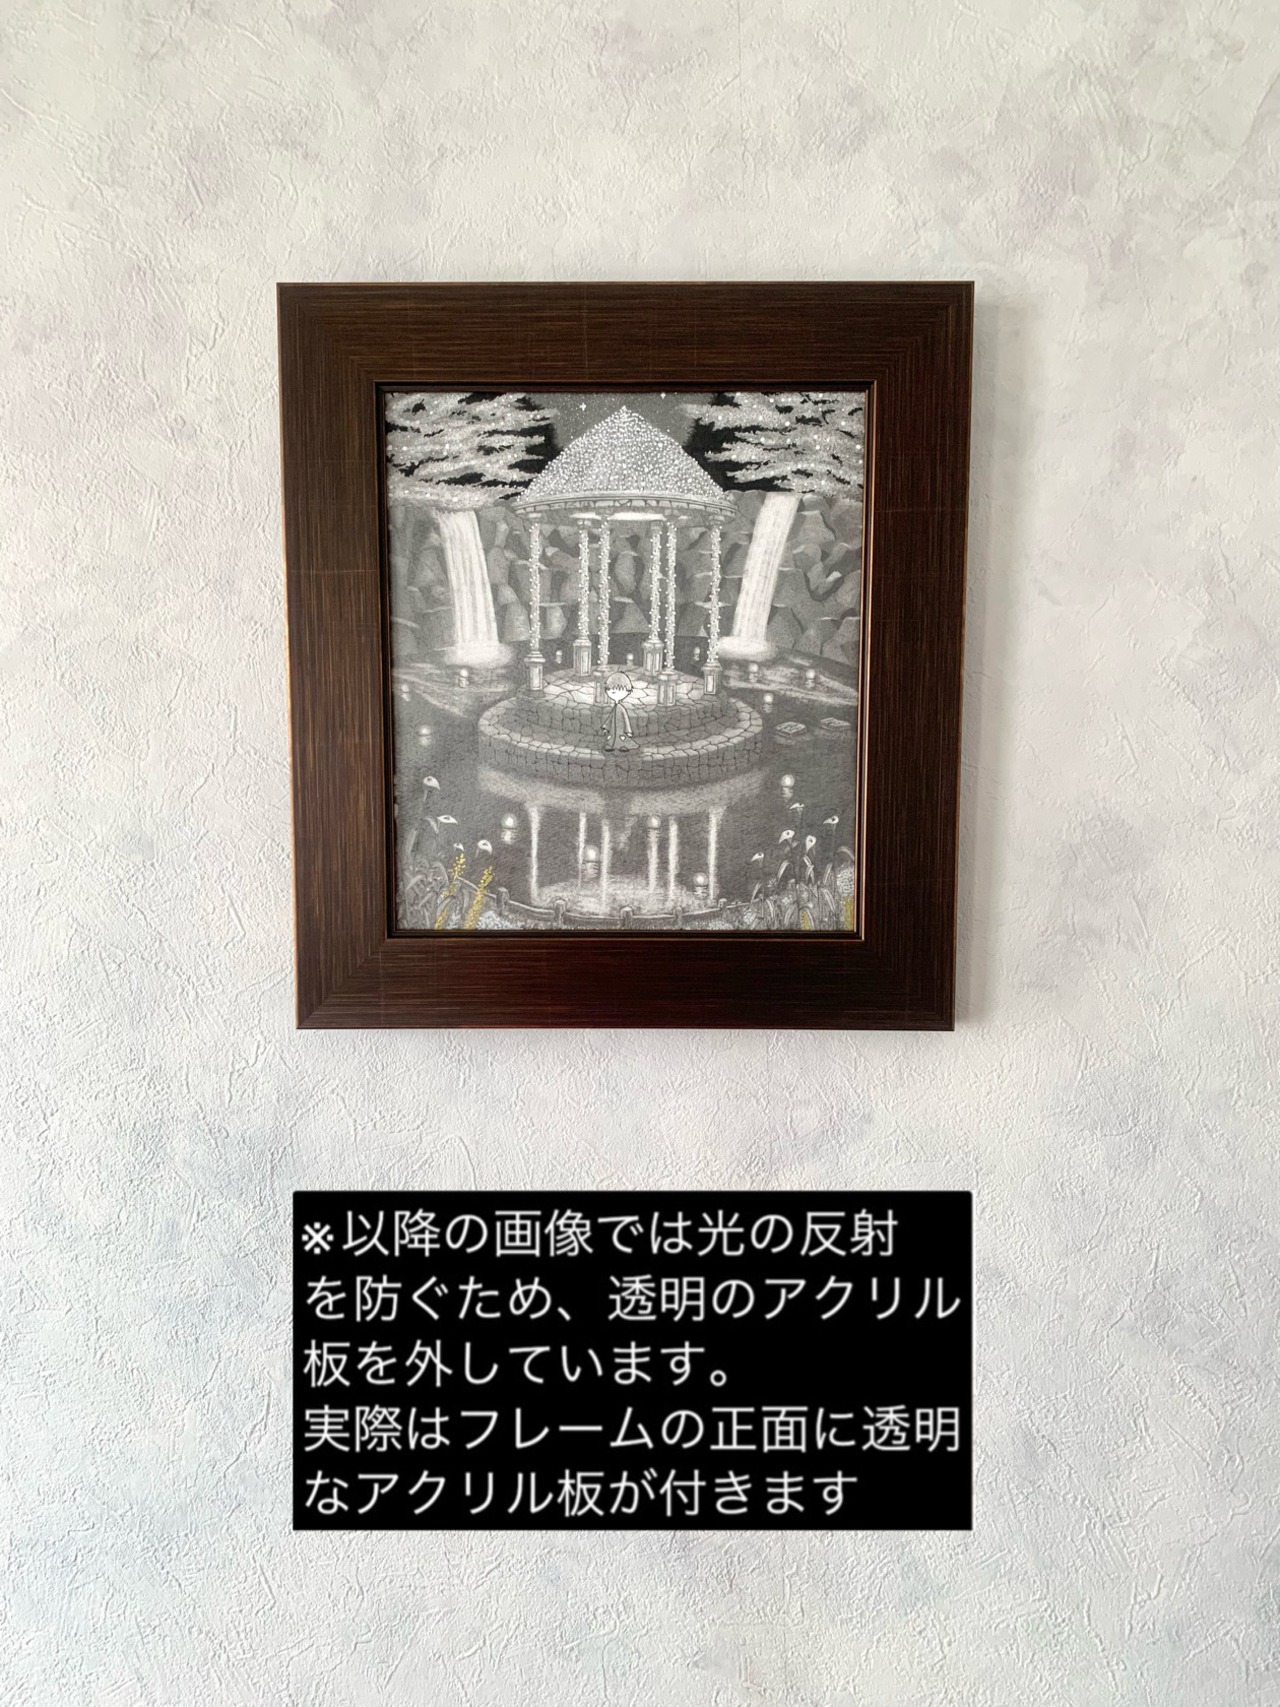 ※以降の画像では光の反射
を防ぐため、透明のアクリル
板を外しています。
実際はフレームの正面に透明
なアクリル板が付きます